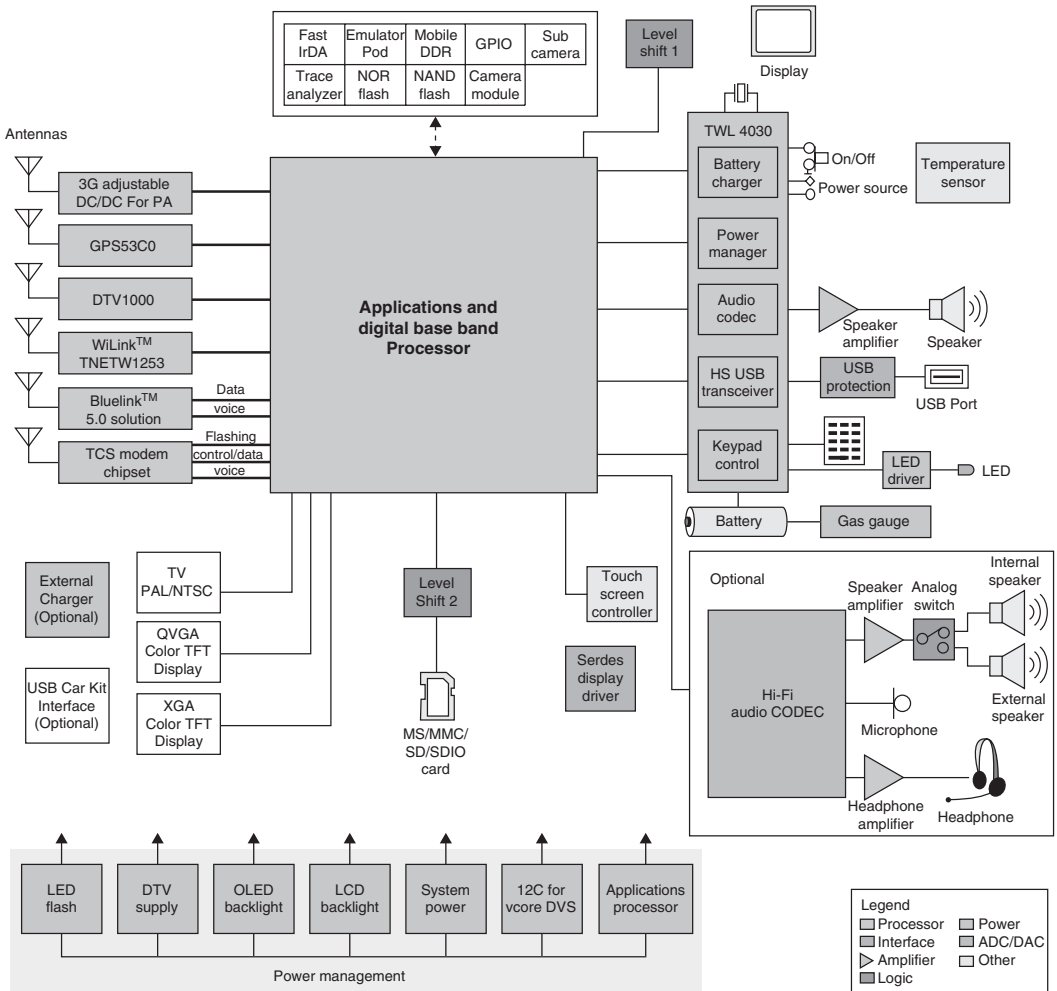 Fast
IrDA
Emulator
Pod
Mobile
DDR
GPIO
Sub
camera
Trace
analyzer
NOR
flash
NAND
flash
Camera
module
Level
shift 1
Display
Antennas
3G adjustable
DC/DC For PA
GPS53C0
DTV1000
WiLink™
TNETW1253
Bluelink™
5.0 solution
TCS modem
chipset
Data
voice
Flashing
control/data
voice
Applications and
digital base band
Processor
TWL 4030
Battery
charger
On/Off
Power source
Temperature
sensor
Power
manager
Audio
codec
Speaker
amplifier
Speaker
HS USB
transceiver
USB
protection
USB Port
Keypad
control
LED
driver
LED
Battery
Gas gauge
External
Charger
(Optional)
TV
PAL/NTSC
QVGA
Color TFT
Display
USB Car Kit
Interface
(Optional)
XGA
Color TFT
Display
Level
Shift 2
MS/MMC/
SD/SDIO
card
Touch
screen
controller
Serdes
display
driver
Optional
Speaker
amplifier
Analog
switch
Internal
speaker
Hi-Fi
audio CODEC
External
speaker
Microphone
Headphone
amplifier
Headphone
LED
flash
DTV
supply
OLED
backlight
LCD
backlight
System
power
12C for
vcore DVS
Applications
processor
Power management
Legend
Processor
Power
Interface
ADC/DAC
Amplifier
Other
Logic